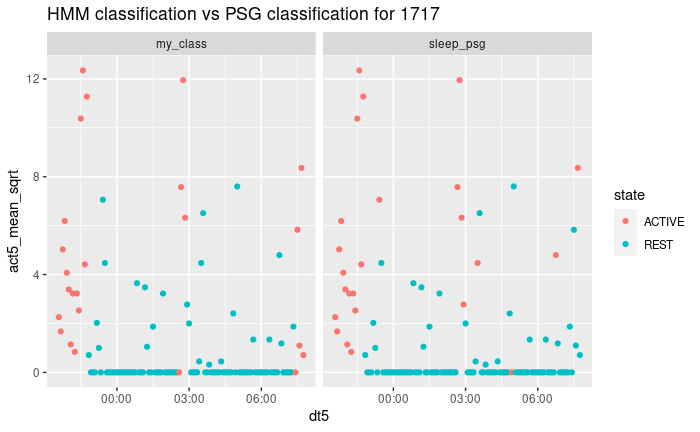 HMM classification vs PSG classification for 1717
my_class
sleep_psg
12
8
4
0
act5_mean_sqrt
00:00
03:00
06:00
00:00
03:00
06:00
dt5
state
ACTIVE
REST